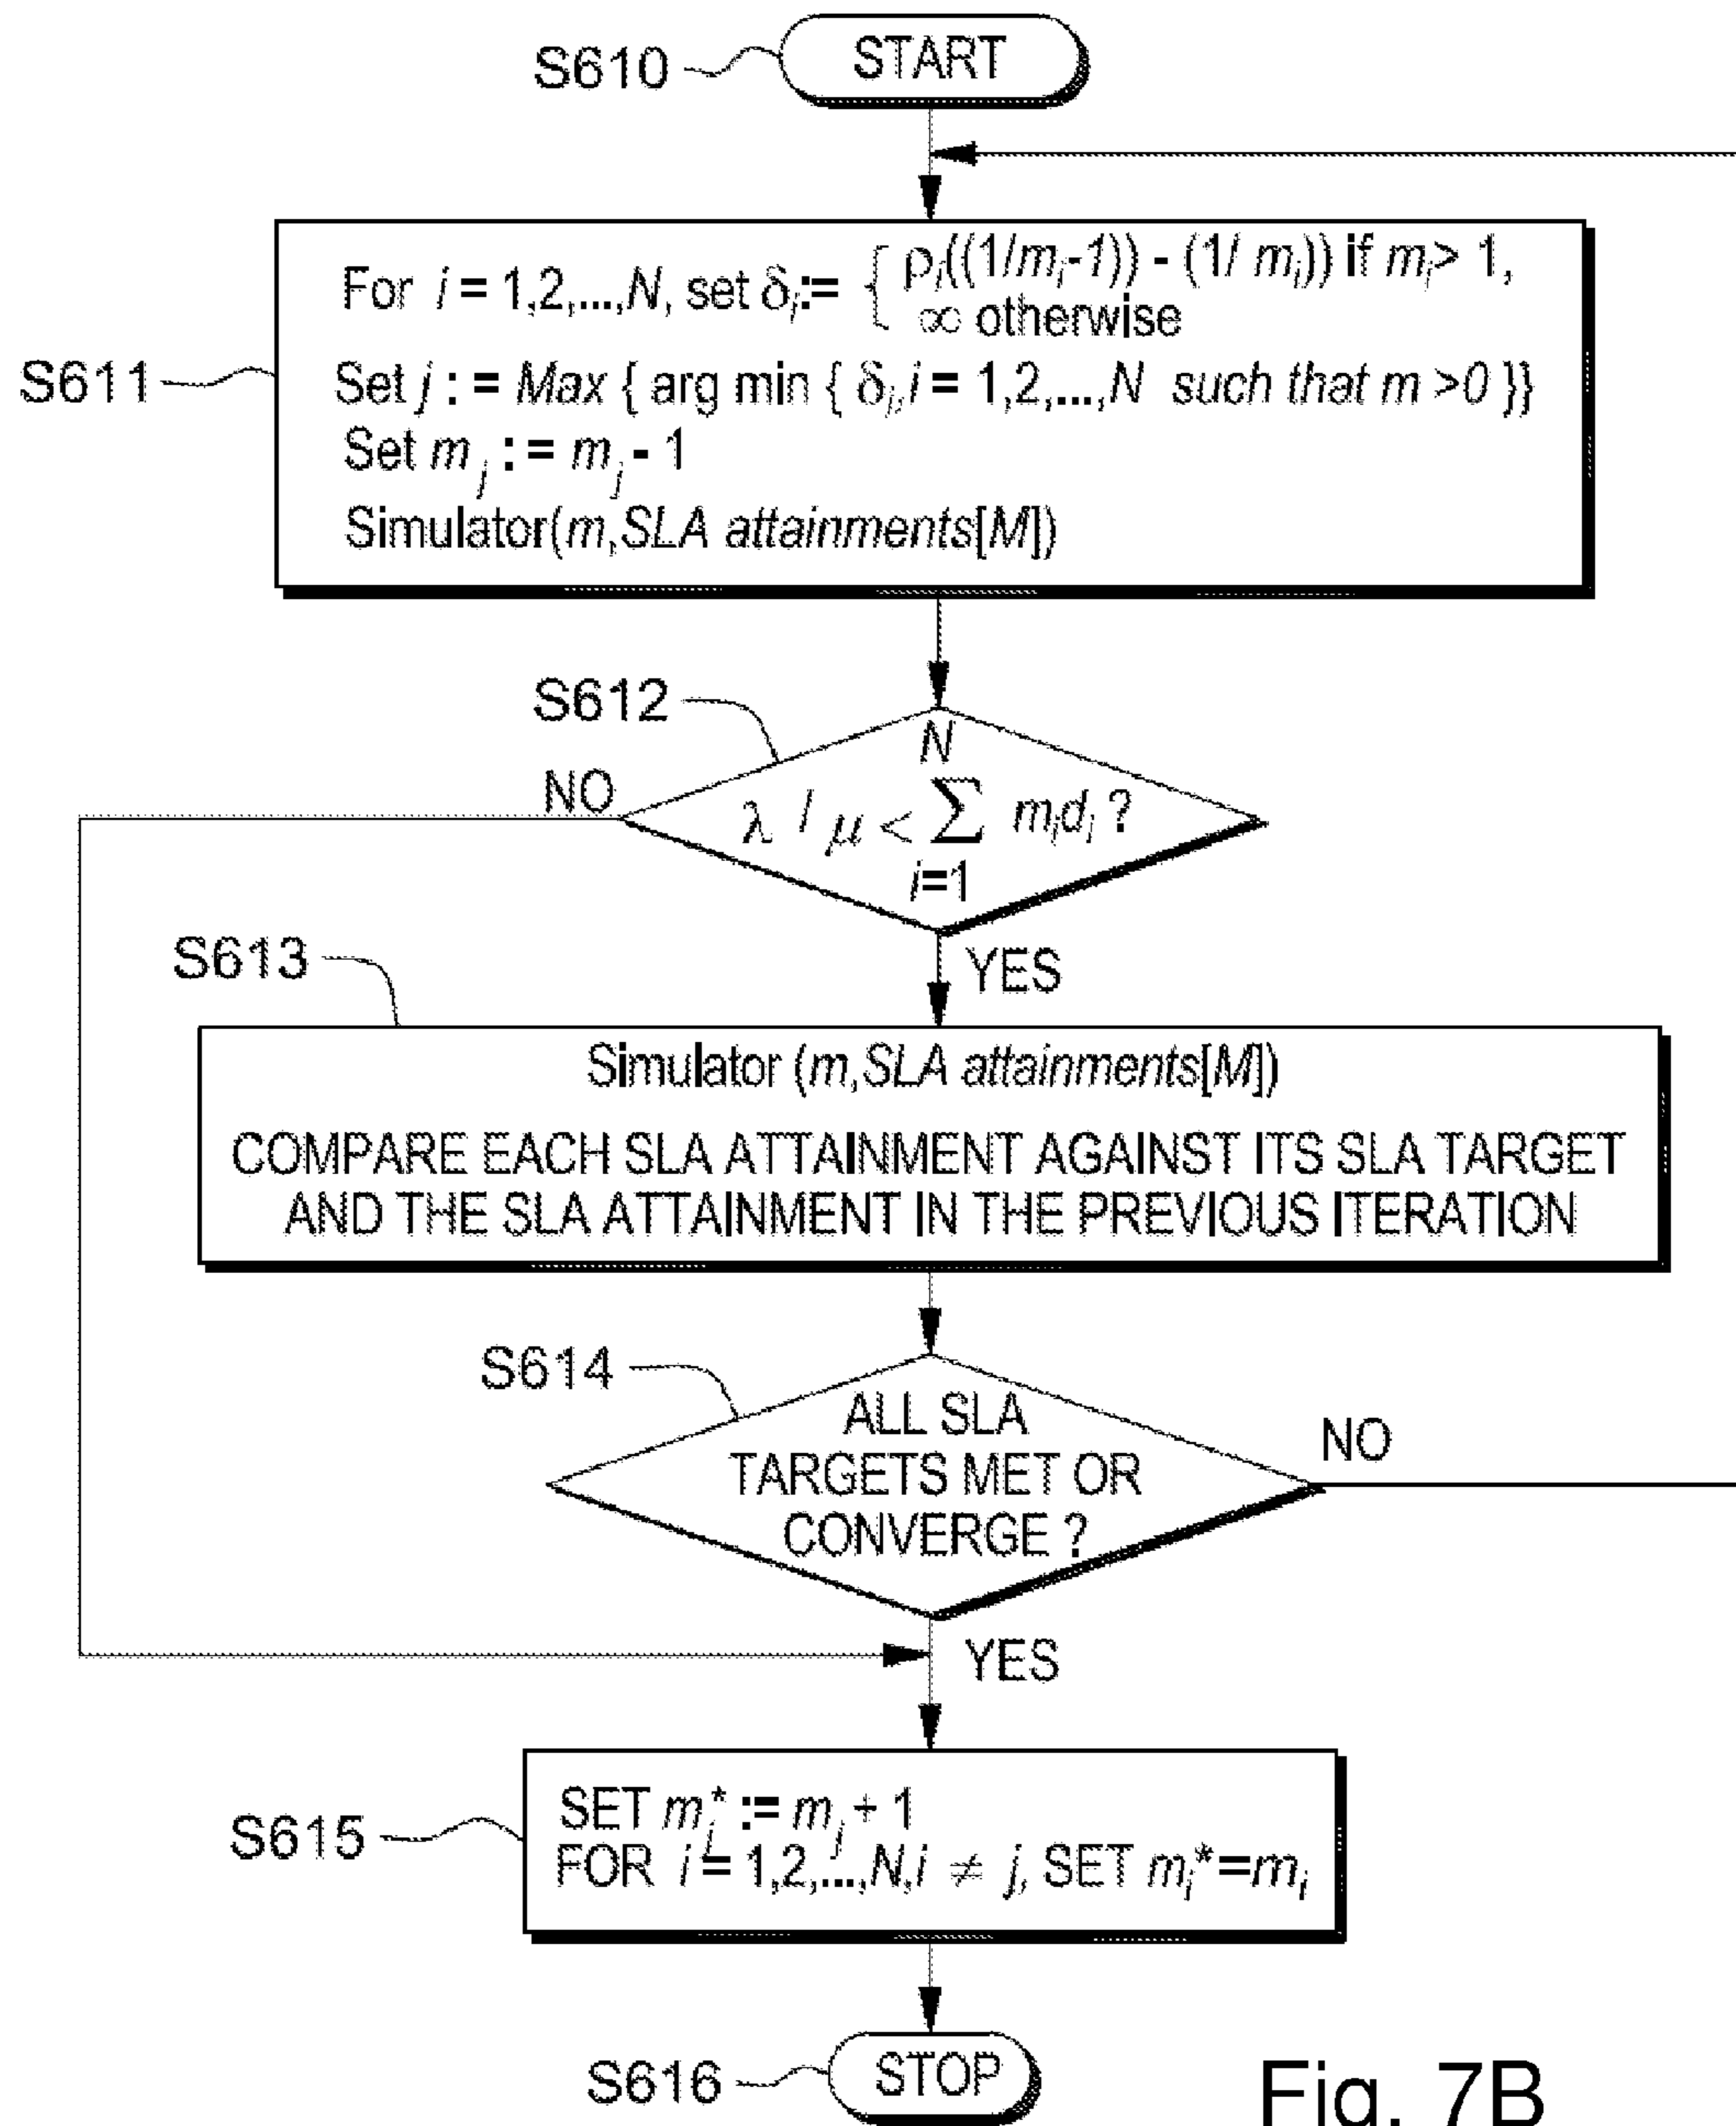 S610
START
S611
For i = 1,2,...,N, set δᵢ:= { ρᵢ((1/mᵢ-1)) - (1/ mᵢ)) if mᵢ> 1,
∞ otherwise
Set j : = Max { arg min { δᵢ,i = 1,2,...,N such that m >0 }}
Set m_j : = m_j - 1
Simulator(m,SLA attainments[M])
S612
NO
λ / μ < ∑_{i=1}^{N} mᵢdᵢ ?
YES
S613
Simulator (m,SLA attainments[M])
COMPARE EACH SLA ATTAINMENT AGAINST ITS SLA TARGET
AND THE SLA ATTAINMENT IN THE PREVIOUS ITERATION
S614
ALL SLA
TARGETS MET OR
CONVERGE ?
NO
YES
S615
SET m_j* := m_j + 1
FOR i = 1,2,...,N,i ≠ j, SET mᵢ*=mᵢ
S616
STOP
Fig. 7B